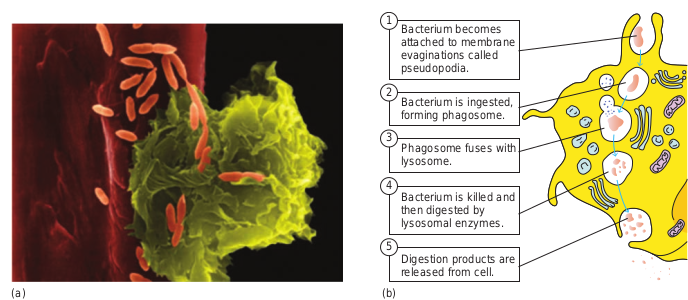 1
Bacterium becomes
attached to membrane
evaginations called
pseudopodia.
2
Bacterium is ingested,
forming phagosome.
3
Phagosome fuses with
lysosome.
4
Bacterium is killed and
then digested by
lysosomal enzymes.
5
Digestion products are
released from cell.
(a)
(b)